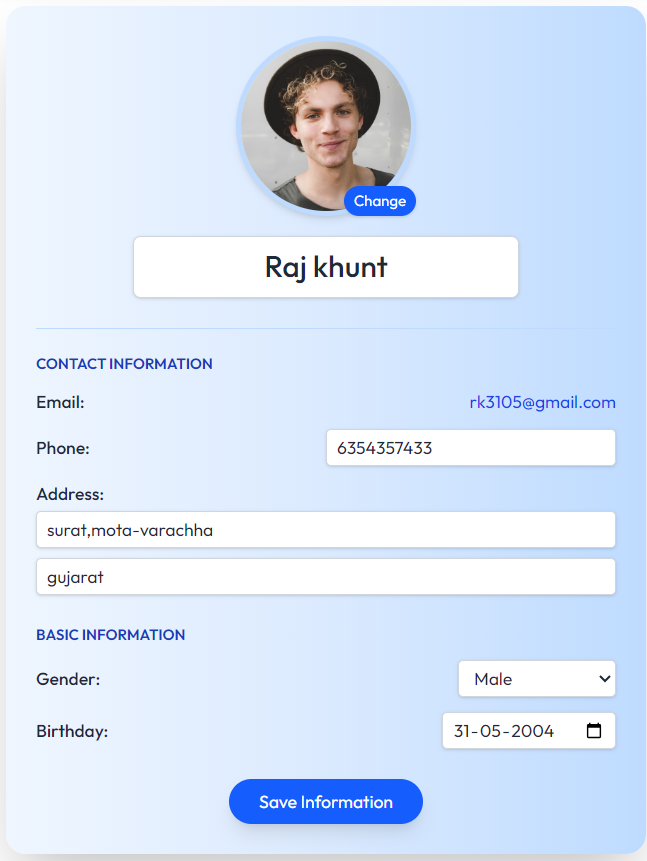 Change
Raj khunt
CONTACT INFORMATION
Email: rk3105@gmail.com
Phone: 6354357433
Address:
surat,mota-varachha
gujarat
BASIC INFORMATION
Gender: Male
Birthday: 31-05-2004
Save Information